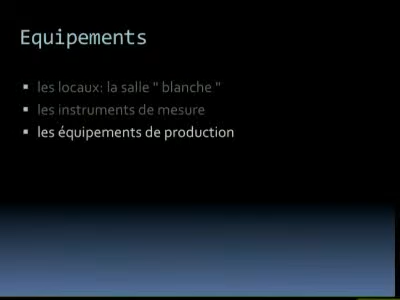 Equipements
les locaux: la salle " blanche "
les instruments de mesure
les équipements de production